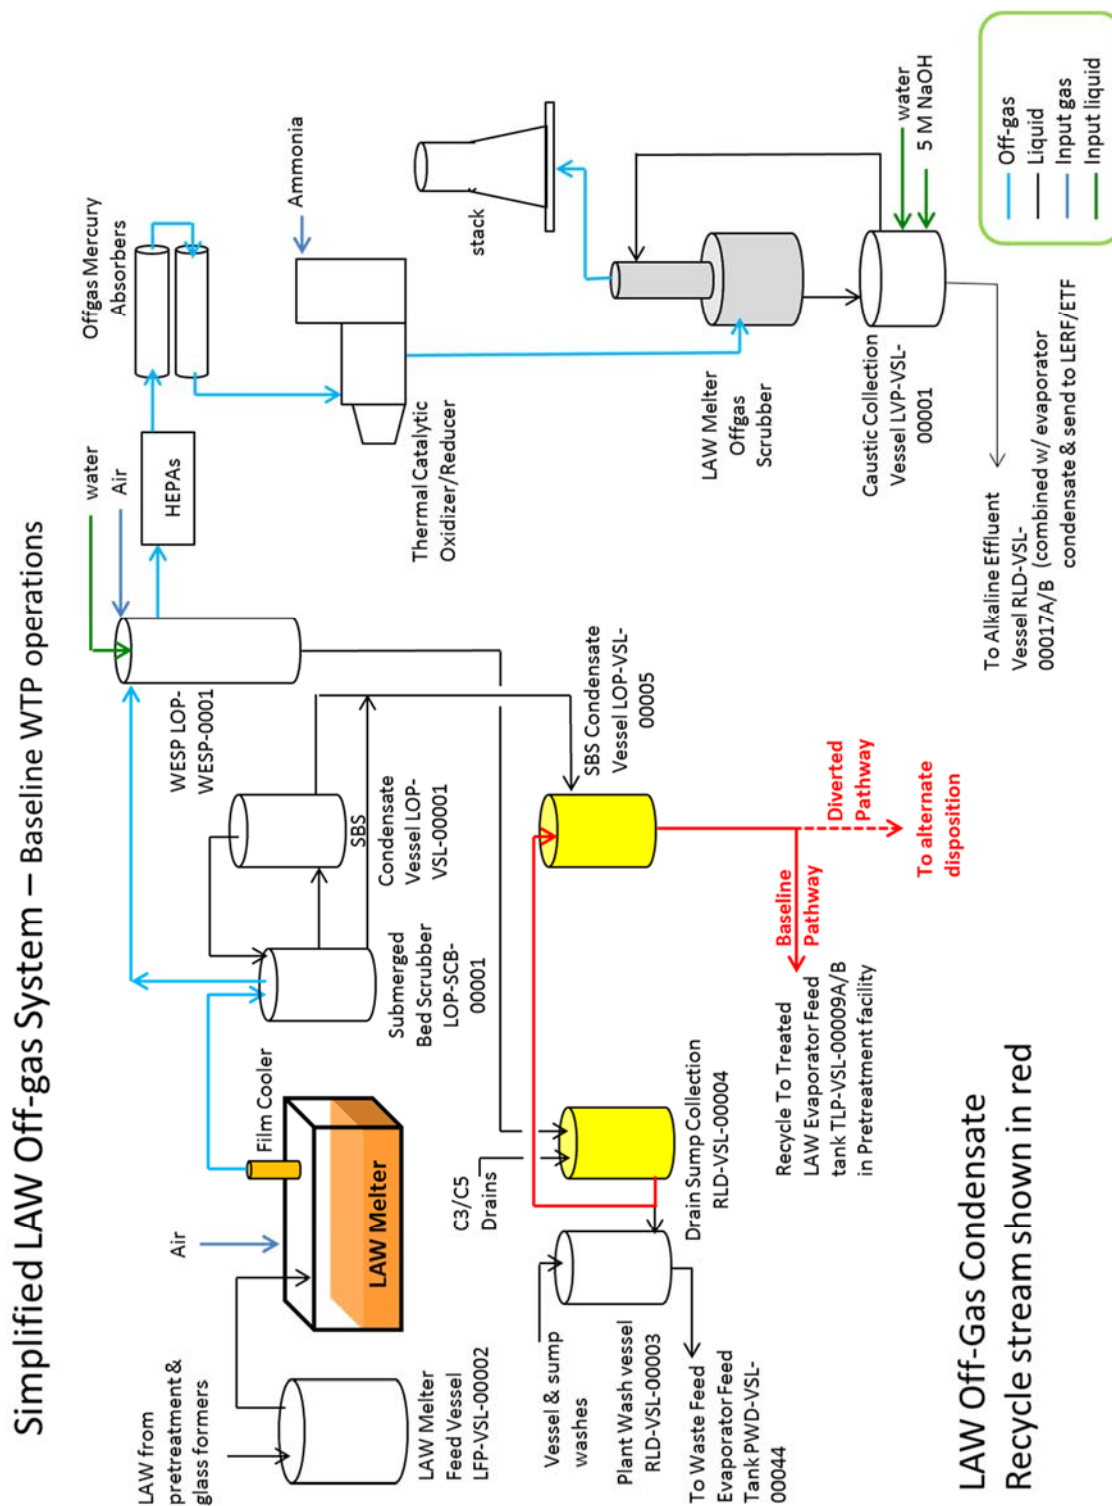 Simplified LAW Off-gas System – Baseline WTP operations
LAW from
pretreatment &
glass formers
LAW Melter
Feed Vessel
LFP-VSL-00002
Air
Film Cooler
LAW Melter
Submerged
Bed Scrubber
LOP-SCB-
00001
SBS
Condensate
Vessel LOP-
VSL-00001
WESP LOP-
WESP-0001
water
Air
HEPAs
Offgas Mercury
Absorbers
Ammonia
Thermal Catalytic
Oxidizer/Reducer
stack
LAW Melter
Offgas
Scrubber
Caustic Collection
Vessel LVP-VSL-
00001
water
5 M NaOH
To Alkaline Effluent
Vessel RLD-VSL-
00017A/B (combined w/ evaporator
condensate & send to LERF/ETF
Off-gas
Liquid
Input gas
Input liquid
SBS Condensate
Vessel LOP-VSL-
00005
C3/C5
Drains
Drain Sump Collection
RLD-VSL-00004
Vessel & sump
washes
Plant Wash vessel
RLD-VSL-00003
To Waste Feed
Evaporator Feed
Tank PWD-VSL-
00044
Baseline
Pathway
Diverted
Pathway
To alternate
disposition
Recycle To Treated
LAW Evaporator Feed
tank TLP-VSL-00009A/B
in Pretreatment facility
LAW Off-Gas Condensate
Recycle stream shown in red